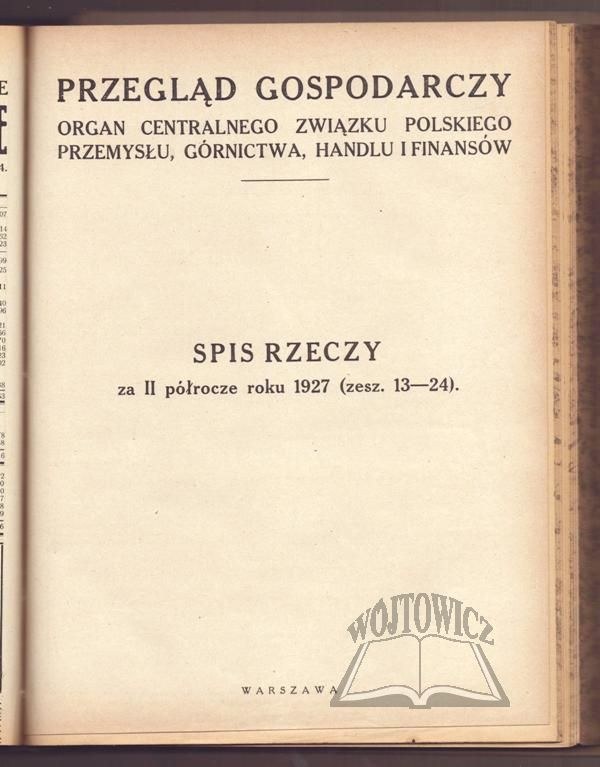 PRZEGLĄD GOSPODARCZY
ORGAN CENTRALNEGO ZWIĄZKU POLSKIEGO
PRZEMYSŁU, GÓRNICTWA, HANDLU I FINANSÓW
SPIS RZECZY
za II półrocze roku 1927 (zesz. 13—24).
WÓJTOWICZ
WARSZAWA